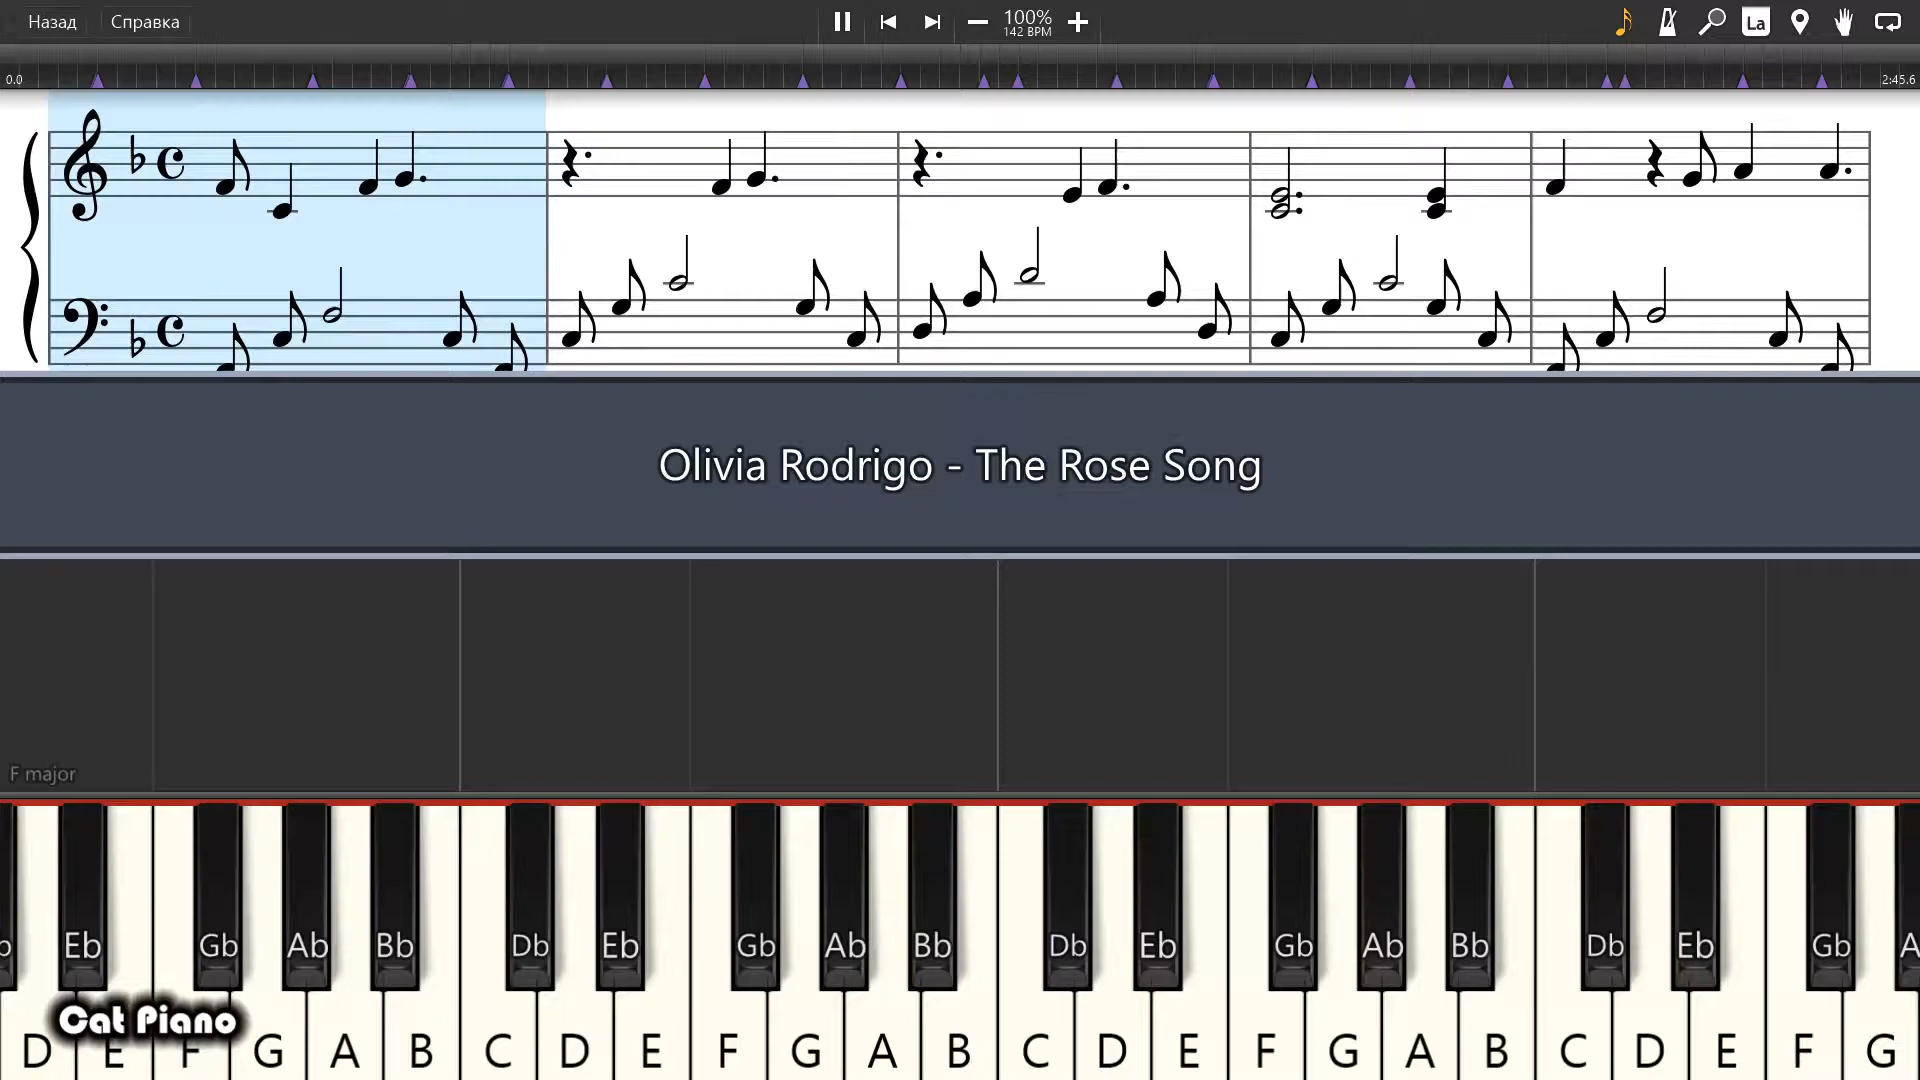 Назад Справка 100% La
142 BPM
0.0 2:45.6
Olivia Rodrigo - The Rose Song
F major
Eb Gb Ab Bb Db Eb Gb Ab Bb Db Eb Gb Ab Bb Db Eb Gb
Cat Piano
D E F G A B C D E F G A B C D E F G A B C D E F G